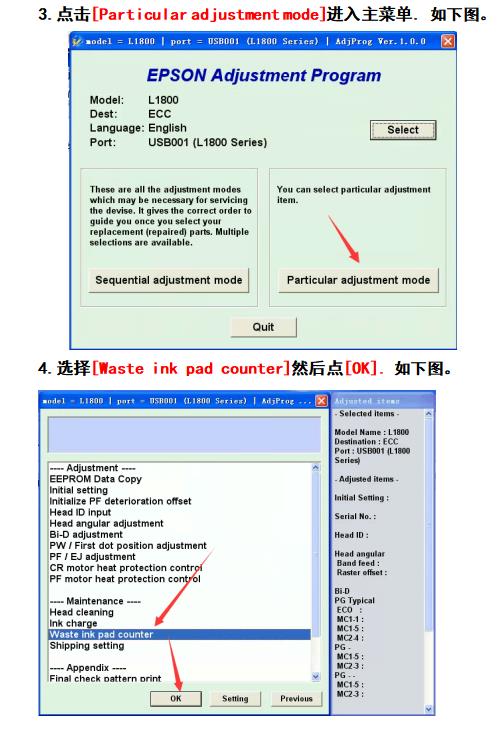 3.点击[Particular adjustment mode]进入主菜单. 如下图。
model = L1800 | port = USB001 (L1800 Series) | AdjProg Ver.1.0.0
EPSON Adjustment Program
Model: L1800
Dest: ECC
Language: English
Port: USB001 (L1800 Series)
Select
These are all the adjustment modes
which may be necessary for servicing
the devise. It gives the correct order to
guide you once you select your
replacement (repaired) parts. Multiple
selections are available.
Sequential adjustment mode
You can select particular adjustment
item.
Particular adjustment mode
Quit
4.选择[Waste ink pad counter]然后点[OK]. 如下图。
model = L1800 | port = USB001 (L1800 Series) | AdjProg ...
---- Adjustment ----
EEPROM Data Copy
Initial setting
Initialize PF deterioration offset
Head ID input
Head angular adjustment
Bi-D adjustment
PW / First dot position adjustment
PF / EJ adjustment
CR motor heat protection control
PF motor heat protection control
---- Maintenance ----
Head cleaning
Ink charge
Waste ink pad counter
Shipping setting
---- Appendix ----
Final check pattern print
OK
Setting
Previous
Adjusted items
- Selected items -
Model Name : L1800
Destination : ECC
Port : USB001 (L1800
Series)
- Adjusted items -
Initial Setting :
Serial No. :
Head ID :
Head angular
Band feed :
Raster offset :
Bi-D
PG Typical
ECO :
MC1-1 :
MC1-5 :
MC2-4 :
PG -
MC1-5 :
MC2-3 :
PG - -
MC1-5 :
MC2-3 :